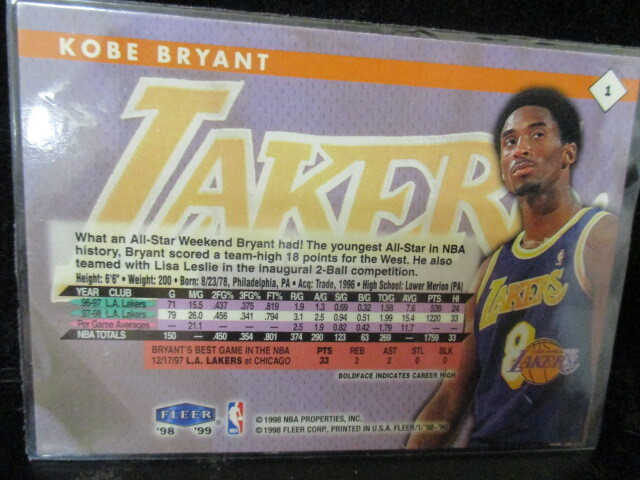 KOBE BRYANT
1
LAKERS
What an All-Star Weekend Bryant had! The youngest All-Star in NBA
history, Bryant scored a team-high 18 points for the West. He also
teamed with Lisa Leslie in the inaugural 2-Ball competition.
Height: 6'6" • Weight: 200 • Born: 8/23/78, Philadelphia, PA • Acq: Trade, 1996 • High School: Lower Merion (PA)
YEAR CLUB G M/G 2FG% 3FG% FT% R/G A/G S/G B/G TO/G AVG PTS HI
96-97 L.A. Lakers 71 15.5 .437 .375 .819 1.9 1.3 0.69 0.32 1.58 7.6 539 24
97-98 L.A. Lakers 79 26.0 .456 .341 .794 3.1 2.5 0.94 0.51 1.99 15.4 1220 33
Per Game Averages... — 21.1 — — — 2.5 1.9 0.82 0.42 1.79 11.7 — —
NBA TOTALS 150 — .450 .354 .801 374 290 123 63 269 — 1759 33
BRYANT'S BEST GAME IN THE NBA PTS REB AST STL BLK
12/17/97 L.A. LAKERS at CHICAGO 33 3 2 0 0
BOLDFACE INDICATES CAREER HIGH
LAKERS
8
LAKERS
FLEER
'98 '99
NBA
© 1998 NBA PROPERTIES, INC.
© 1998 FLEER CORP., PRINTED IN U.S.A. FLEER/1/'98-'99